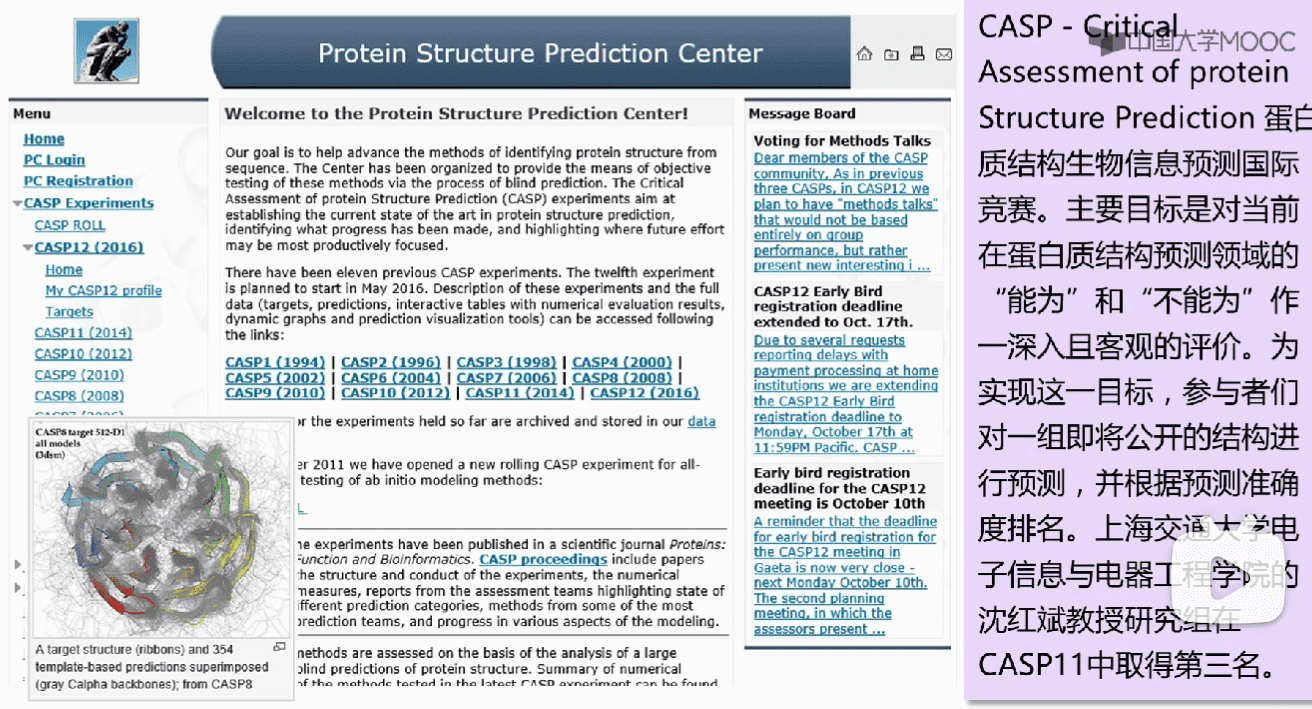 Protein Structure Prediction Center
Menu
Home
PC Login
PC Registration
CASP Experiments
CASP ROLL
CASP12 (2016)
Home
My CASP12 profile
Targets
CASP11 (2014)
CASP10 (2012)
CASP9 (2010)
CASP8 (2008)
CASP7 (2006)
CASP8 target 512-D1
all models
(3dsm)
A target structure (ribbons) and 354
template-based predictions superimposed
(gray Calpha backbones); from CASP8
Welcome to the Protein Structure Prediction Center!
Our goal is to help advance the methods of identifying protein structure from
sequence. The Center has been organized to provide the means of objective
testing of these methods via the process of blind prediction. The Critical
Assessment of protein Structure Prediction (CASP) experiments aim at
establishing the current state of the art in protein structure prediction,
identifying what progress has been made, and highlighting where future effort
may be most productively focused.
There have been eleven previous CASP experiments. The twelfth experiment
is planned to start in May 2016. Description of these experiments and the full
data (targets, predictions, interactive tables with numerical evaluation results,
dynamic graphs and prediction visualization tools) can be accessed following
the links:
CASP1 (1994) | CASP2 (1996) | CASP3 (1998) | CASP4 (2000) |
CASP5 (2002) | CASP6 (2004) | CASP7 (2006) | CASP8 (2008) |
CASP9 (2010) | CASP10 (2012) | CASP11 (2014) | CASP12 (2016)
or the experiments held so far are archived and stored in our data
er 2011 we have opened a new rolling CASP experiment for all-
testing of ab initio modeling methods:
he experiments have been published in a scientific journal Proteins:
Function and Bioinformatics. CASP proceedings include papers
the structure and conduct of the experiments, the numerical
measures, reports from the assessment teams highlighting state of
ifferent prediction categories, methods from some of the most
prediction teams, and progress in various aspects of the modeling.
methods are assessed on the basis of the analysis of a large
blind predictions of protein structure. Summary of numerical
of the methods tested in the latest CASP experiment can be found
Message Board
Voting for Methods Talks
Dear members of the CASP
community, As in previous
three CASPs, in CASP12 we
plan to have "methods talks"
that would not be based
entirely on group
performance, but rather
present new interesting i ...
CASP12 Early Bird
registration deadline
extended to Oct. 17th.
Due to several requests
reporting delays with
payment processing at home
institutions we are extending
the CASP12 Early Bird
registration deadline to
Monday, October 17th at
11:59PM Pacific. CASP ...
Early bird registration
deadline for the CASP12
meeting is October 10th
A reminder that the deadline
for early bird registration for
the CASP12 meeting in
Gaeta is now very close -
next Monday October 10th.
The second planning
meeting, in which the
assessors present ...
CASP - Critical
中国大学MOOC
Assessment of protein
Structure Prediction 蛋白
质结构生物信息预测国际
竞赛。主要目标是对当前
在蛋白质结构预测领域的
“能为”和“不能为”作
一深入且客观的评价。为
实现这一目标，参与者们
对一组即将公开的结构进
行预测，并根据预测准确
度排名。上海交通大学电
子信息与电器工程学院的
沈红斌教授研究组在
CASP11中取得第三名。